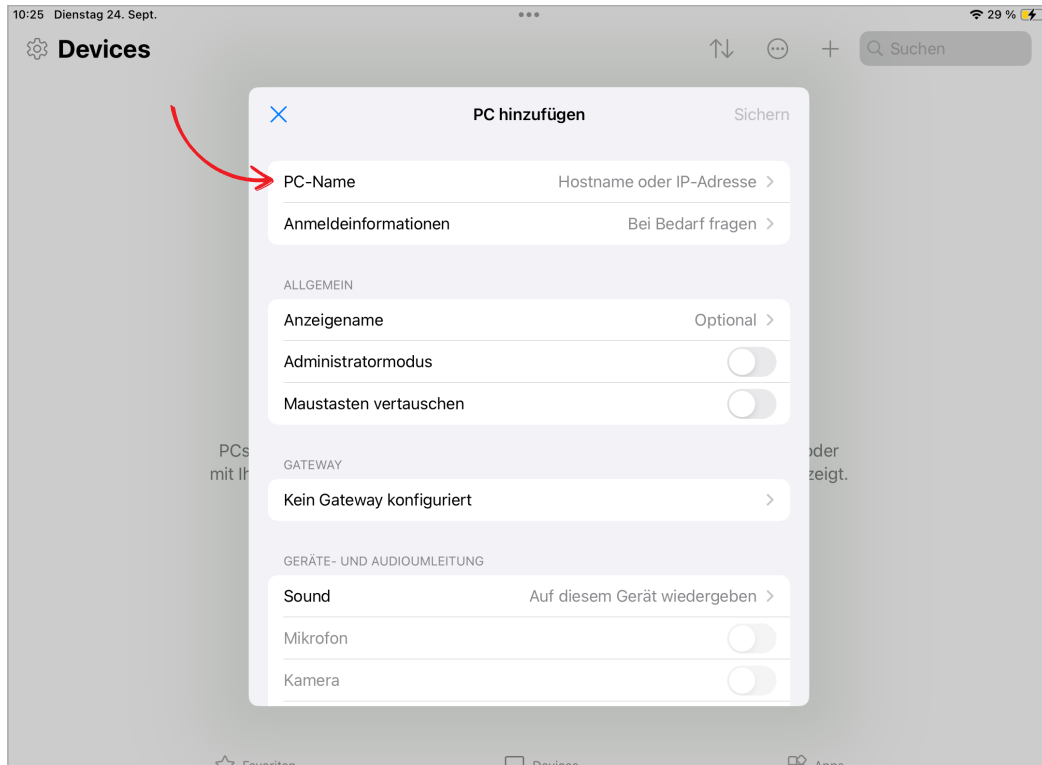 10:25 Dienstag 24. Sept.
29 %
Devices
Suchen
PC hinzufügen
Sichern
PC-Name
Hostname oder IP-Adresse
Anmeldeinformationen
Bei Bedarf fragen
ALLGEMEIN
Anzeigename
Optional
Administratormodus
Maustasten vertauschen
PCs
oder
mit Ih
zeigt.
GATEWAY
Kein Gateway konfiguriert
GERÄTE- UND AUDIOUMLEITUNG
Sound
Auf diesem Gerät wiedergeben
Mikrofon
Kamera
Favoriten
Devices
Apps